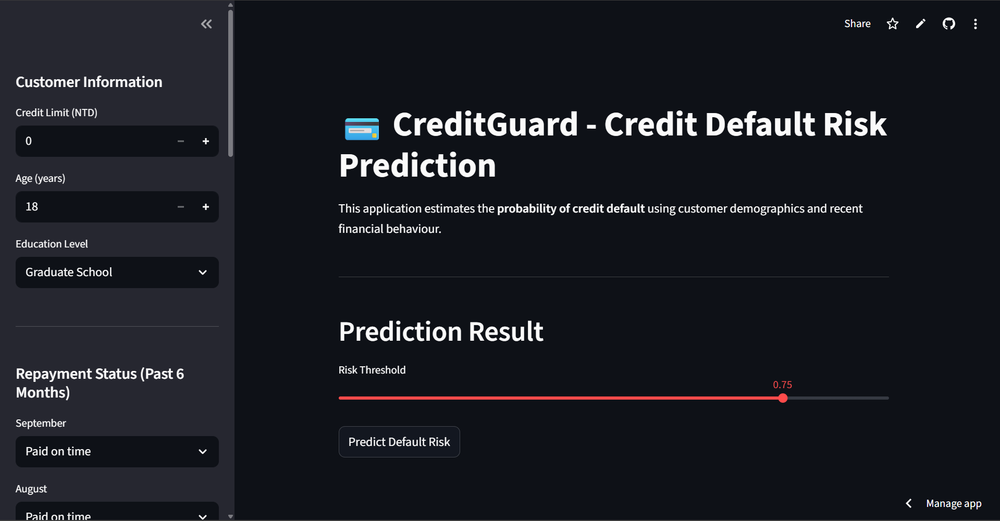 Customer Information
Credit Limit (NTD)
0
Age (years)
18
Education Level
Graduate School
Repayment Status (Past 6
Months)
September
Paid on time
August
Paid on time
Share
CreditGuard - Credit Default Risk
Prediction
This application estimates the probability of credit default using customer demographics and recent
financial behaviour.
Prediction Result
Risk Threshold
0.75
Predict Default Risk
Manage app